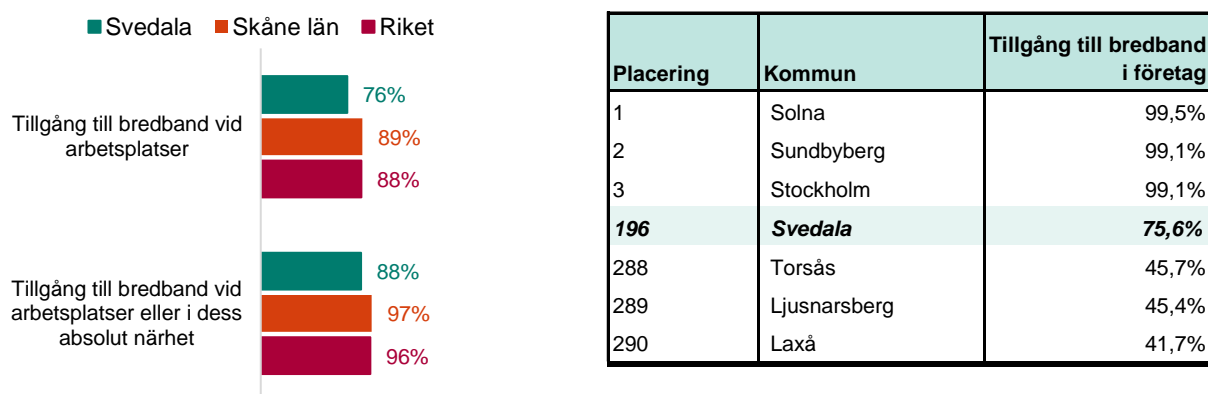 Svedala Skåne län Riket
Tillgång till bredband vid
arbetsplatser
76%
89%
88%
Tillgång till bredband vid
arbetsplatser eller i dess
absolut närhet
88%
97%
96%
Placering Kommun Tillgång till bredband
i företag
1 Solna 99,5%
2 Sundbyberg 99,1%
3 Stockholm 99,1%
196 Svedala 75,6%
288 Torsås 45,7%
289 Ljusnarsberg 45,4%
290 Laxå 41,7%